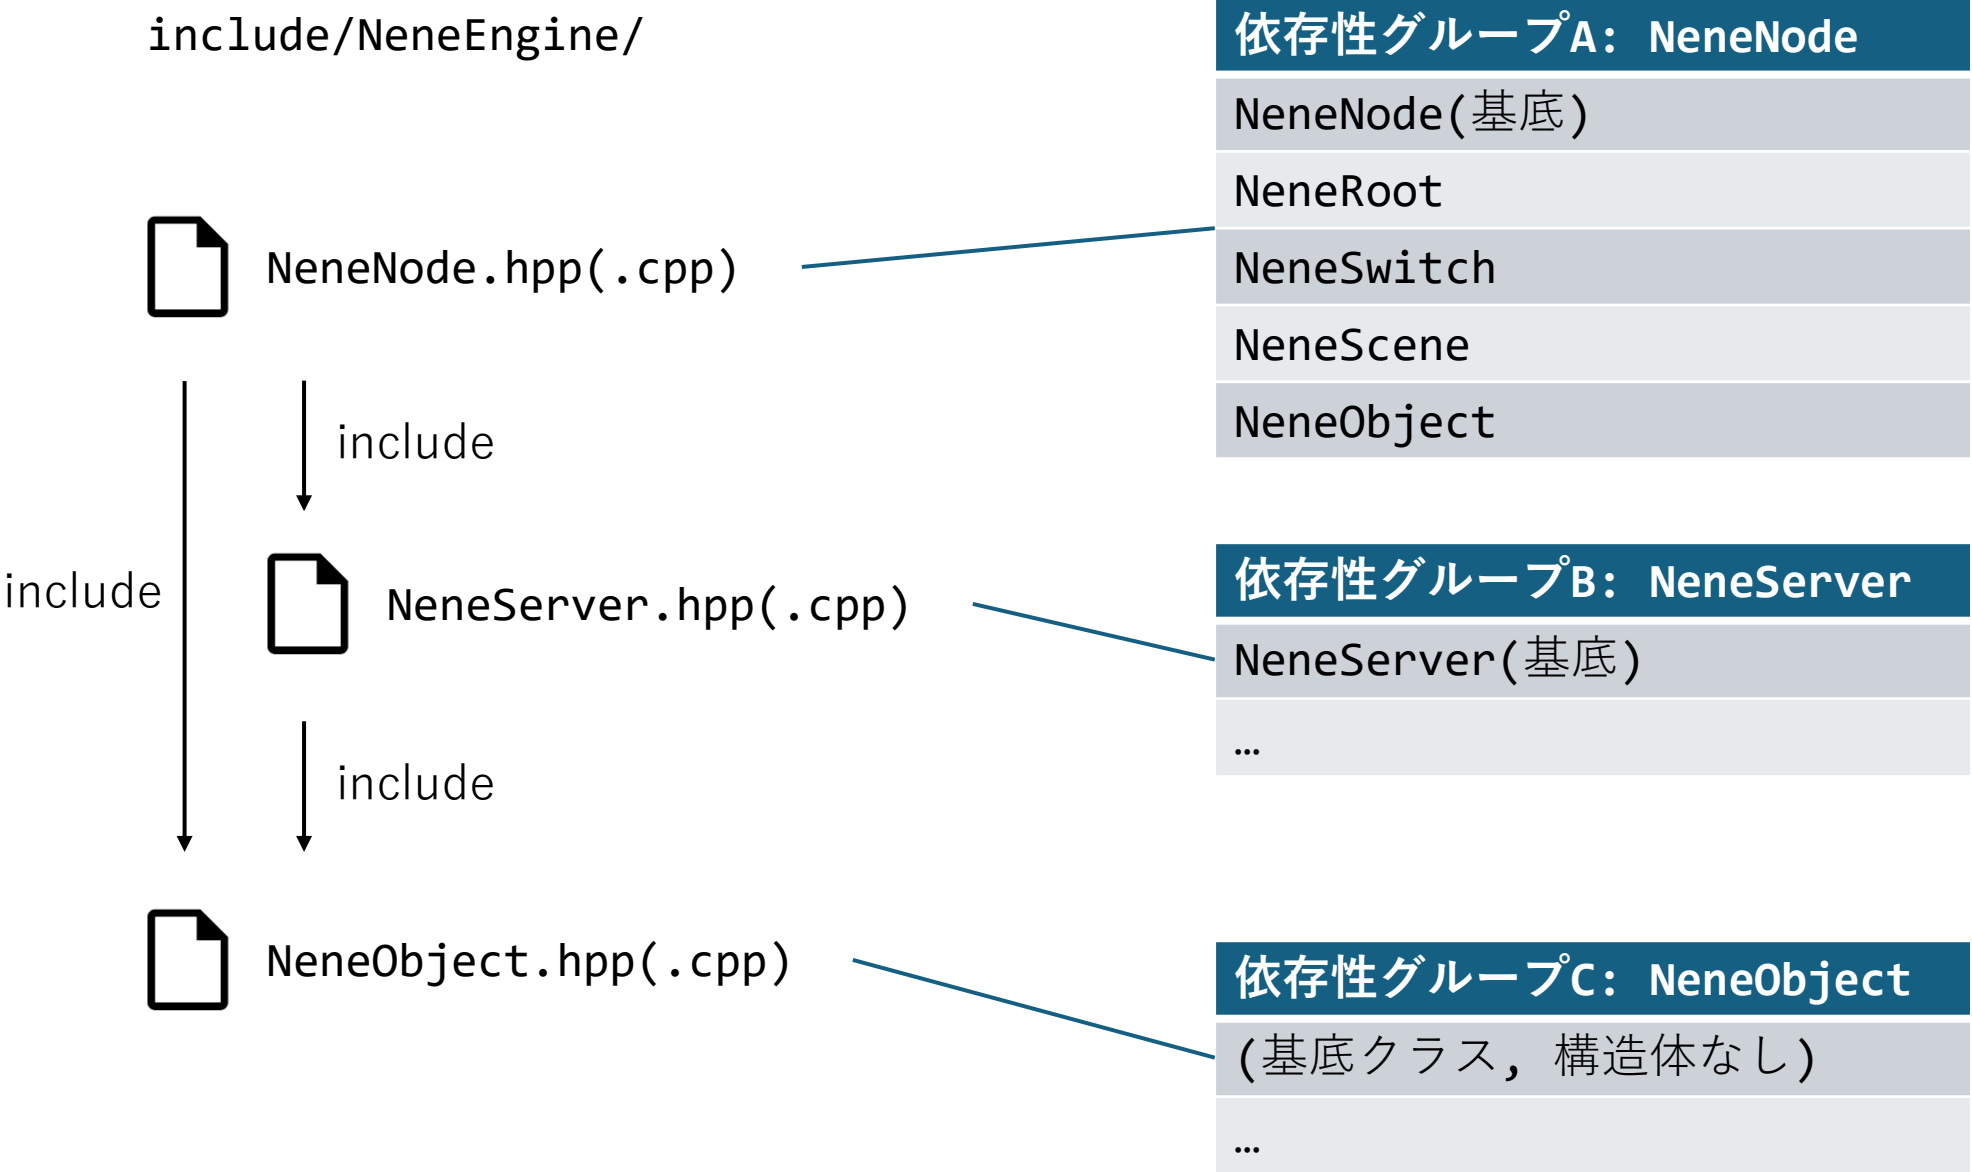 include/NeneEngine/
NeneNode.hpp(.cpp)
include
include
NeneServer.hpp(.cpp)
include
NeneObject.hpp(.cpp)
依存性グループA: NeneNode
NeneNode(基底)
NeneRoot
NeneSwitch
NeneScene
NeneObject
依存性グループB: NeneServer
NeneServer(基底)
…
依存性グループC: NeneObject
(基底クラス, 構造体なし)
…